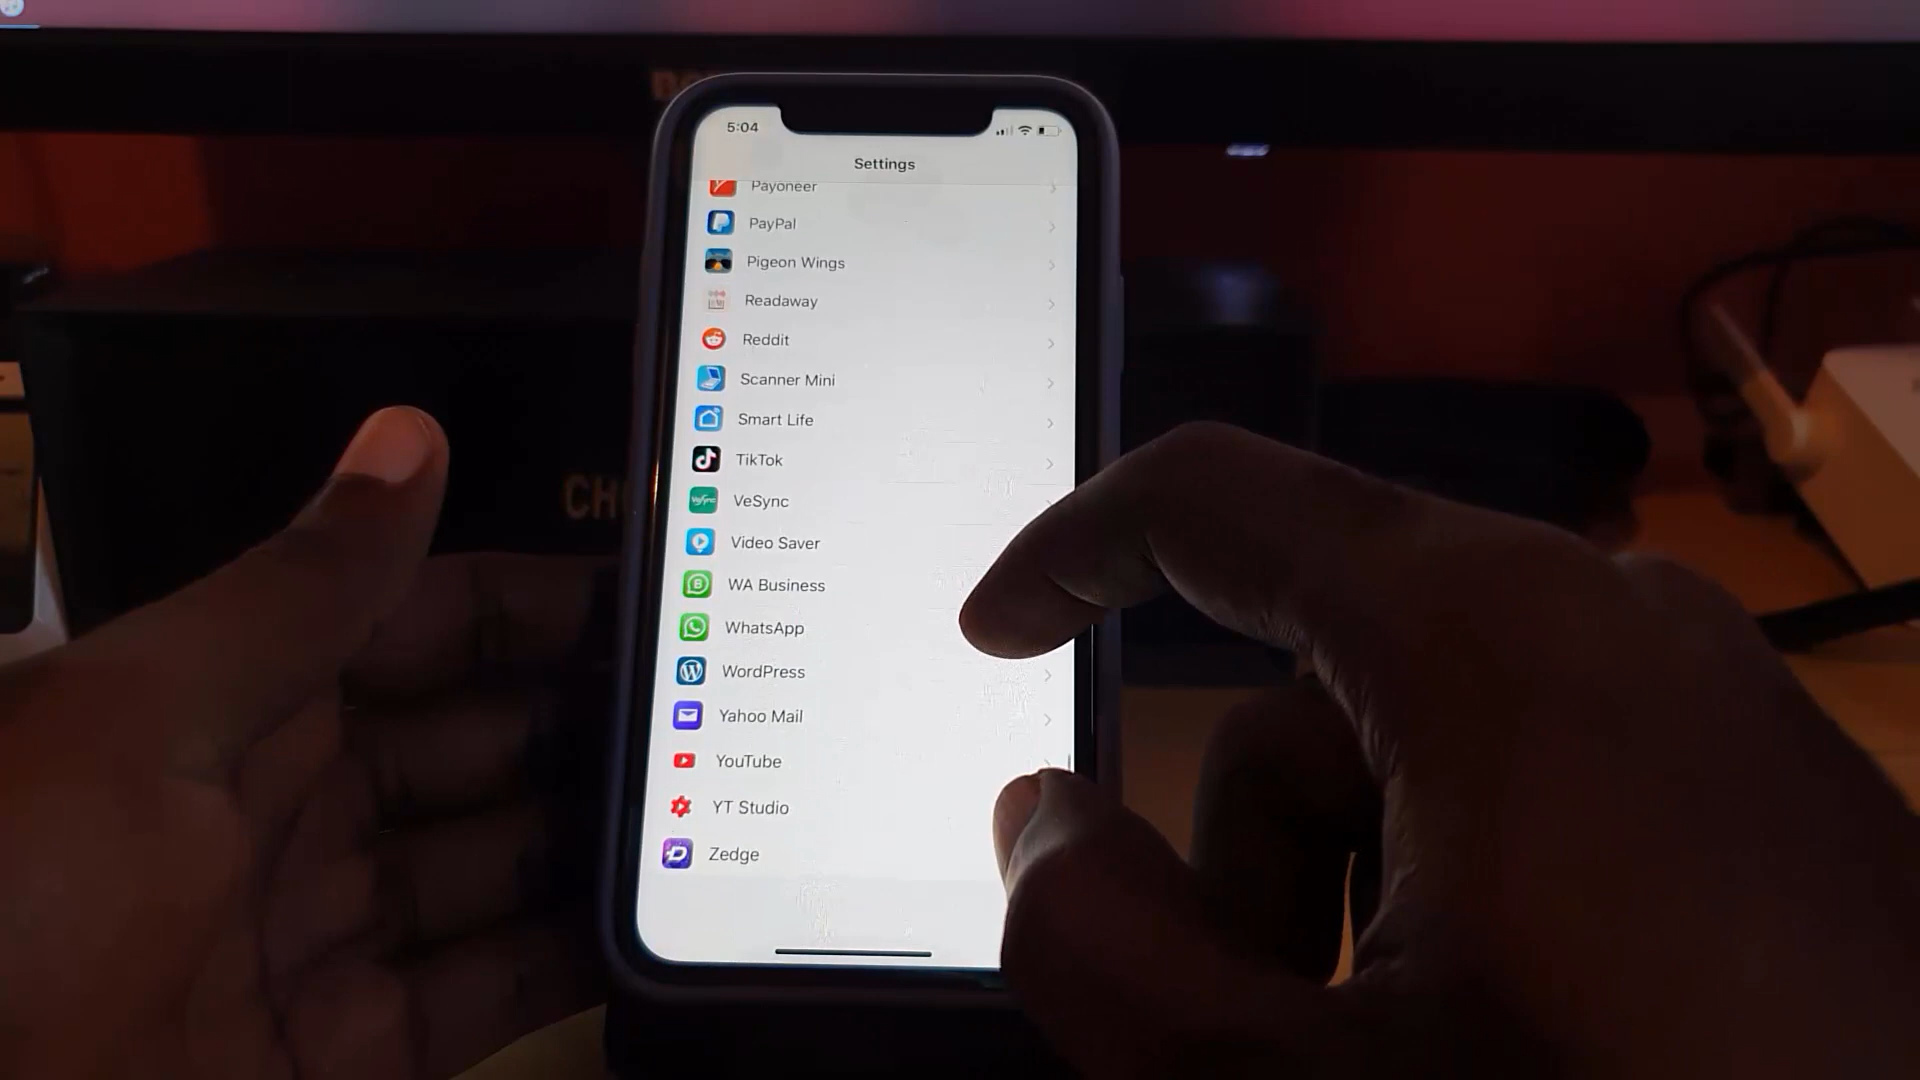 5:04
Settings
Payoneer
PayPal
Pigeon Wings
Readaway
Reddit
Scanner Mini
Smart Life
TikTok
VeSync
Video Saver
WA Business
WhatsApp
WordPress
Yahoo Mail
YouTube
YT Studio
Zedge